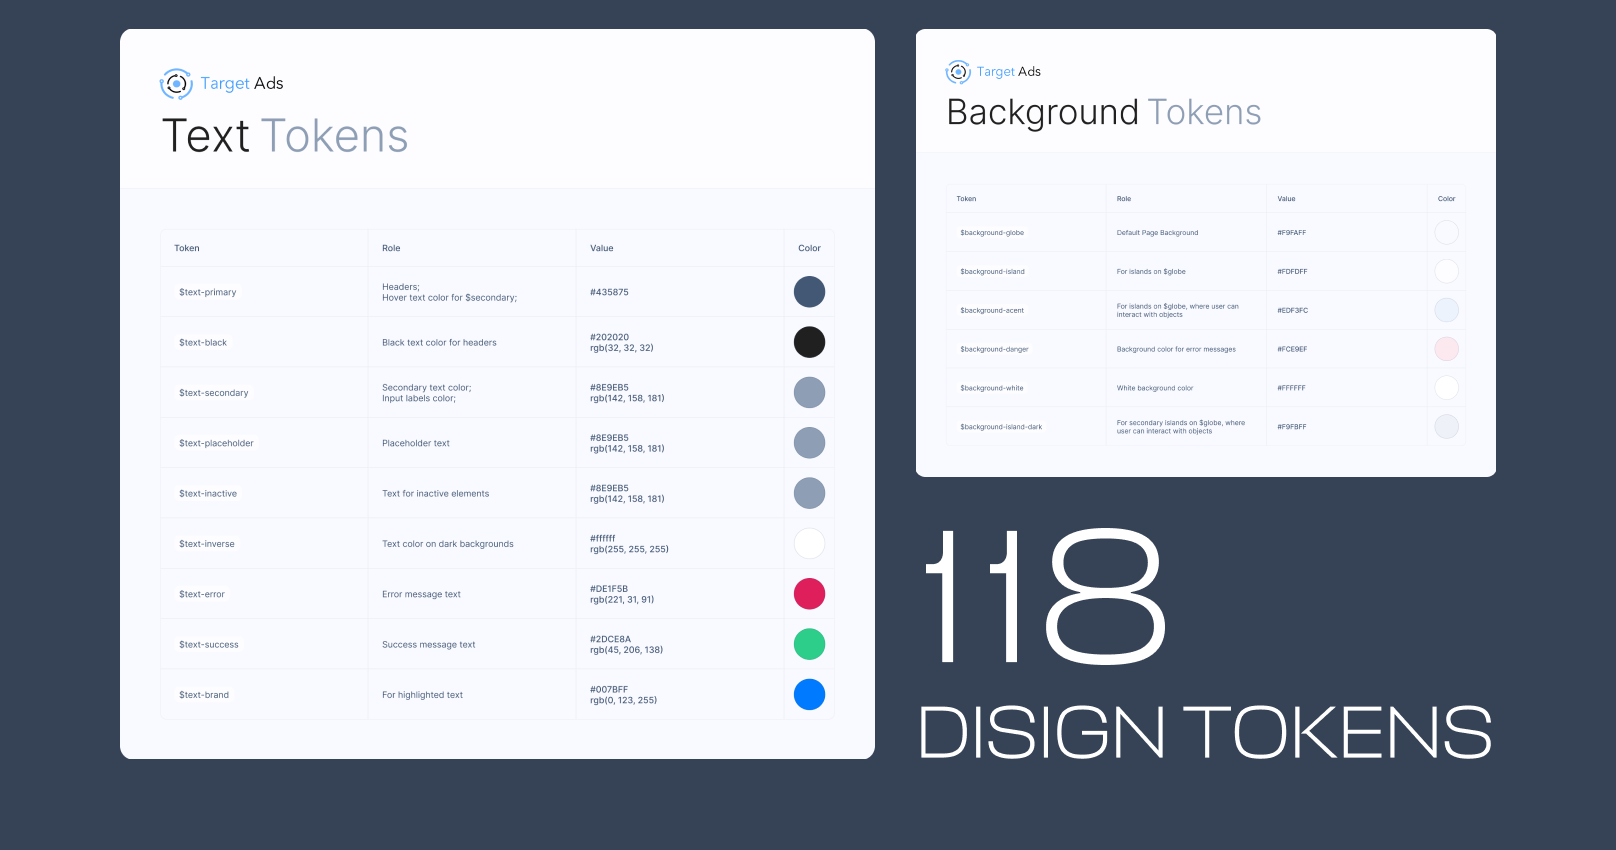 Target Ads
Text Tokens
Token Role Value Color
$text-primary
Headers;
Hover text color for $secondary;
#435875
$text-black
Black text color for headers
#202020
rgb(32, 32, 32)
$text-secondary
Secondary text color;
Input labels color;
#8E9EB5
rgb(142, 158, 181)
$text-placeholder
Placeholder text
#8E9EB5
rgb(142, 158, 181)
$text-inactive
Text for inactive elements
#8E9EB5
rgb(142, 158, 181)
$text-inverse
Text color on dark backgrounds
#ffffff
rgb(255, 255, 255)
$text-error
Error message text
#DE1F5B
rgb(221, 31, 91)
$text-success
Success message text
#2DCE8A
rgb(45, 206, 138)
$text-brand
For highlighted text
#007BFF
rgb(0, 123, 255)
Target Ads
Background Tokens
Token Role Value Color
$background-globe
Default Page Background
#F9FAFF
$background-island
For islands on $globe
#FDFDFF
$background-acent
For islands on $globe, where user can
interact with objects
#EDF3FC
$background-danger
Background color for error messages
#FCE9EF
$background-white
White background color
#FFFFFF
$background-island-dark
For secondary islands on $globe, where
user can interact with objects
#F9FBFF
118
DISIGN TOKENS